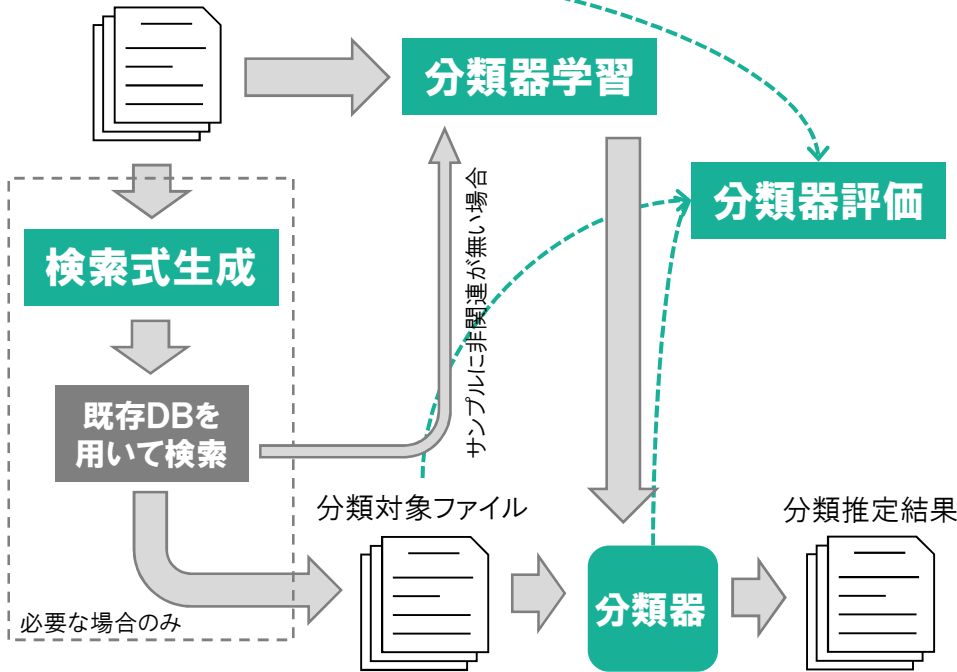 分類器学習
分類器評価
サンプルに非関連が無い場合
検索式生成
既存DBを
用いて検索
分類対象ファイル
分類推定結果
分類器
必要な場合のみ